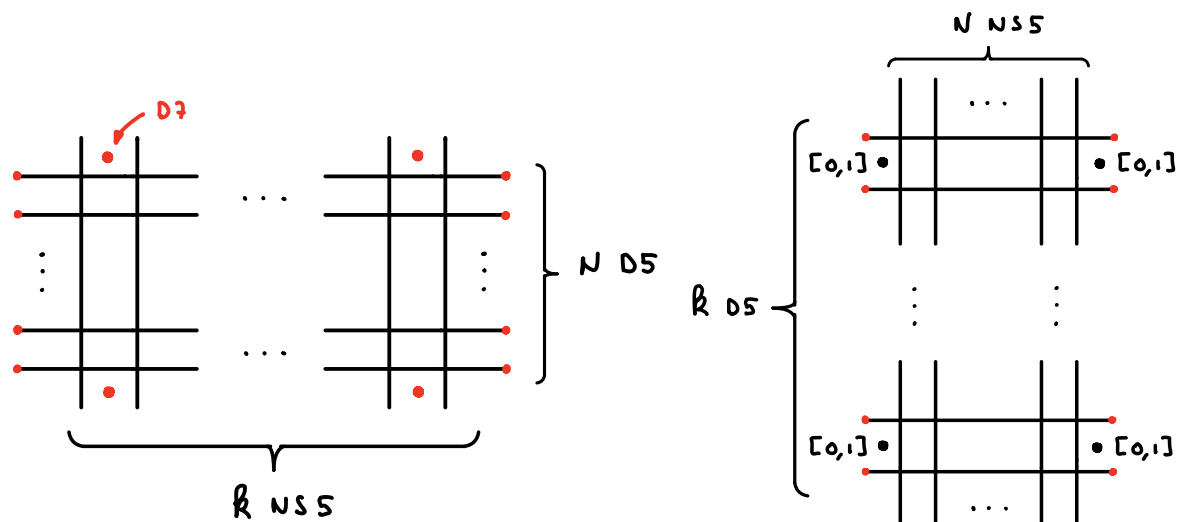 D7
. . .
N D5
. . .
k NS5
N NS5
. . .
[0,1] [0,1]
k D5
[0,1] [0,1]
. . .